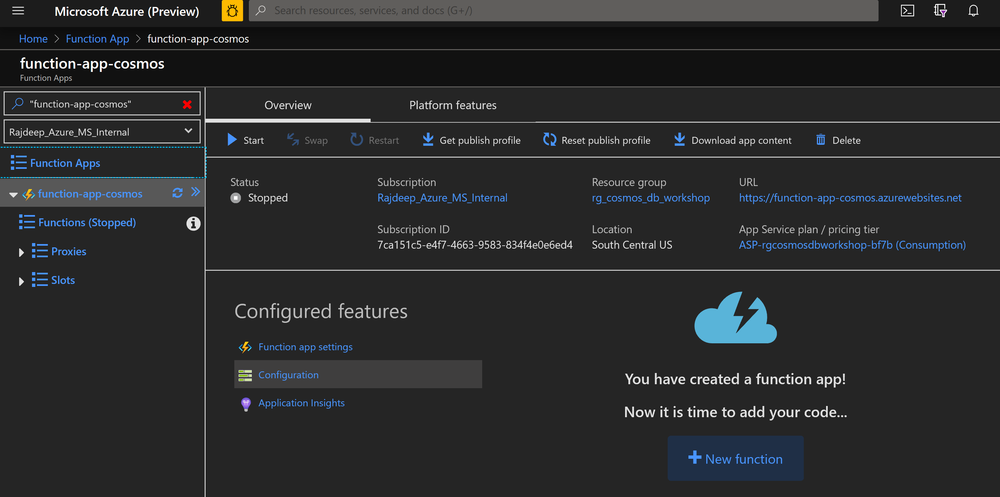 Microsoft Azure (Preview)
Search resources, services, and docs (G+/)
Home > Function App > function-app-cosmos
function-app-cosmos
Function Apps
"function-app-cosmos"
Rajdeep_Azure_MS_Internal
Function Apps
function-app-cosmos
Functions (Stopped)
Proxies
Slots
Overview Platform features
Start Swap Restart Get publish profile Reset publish profile Download app content Delete
Status Subscription Resource group URL
Stopped Rajdeep_Azure_MS_Internal rg_cosmos_db_workshop https://function-app-cosmos.azurewebsites.net
Subscription ID Location App Service plan / pricing tier
7ca151c5-e4f7-4663-9583-834f4e0e6ed4 South Central US ASP-rgcosmosdbworkshop-bf7b (Consumption)
Configured features
Function app settings
Configuration
Application Insights
You have created a function app!
Now it is time to add your code...
New function